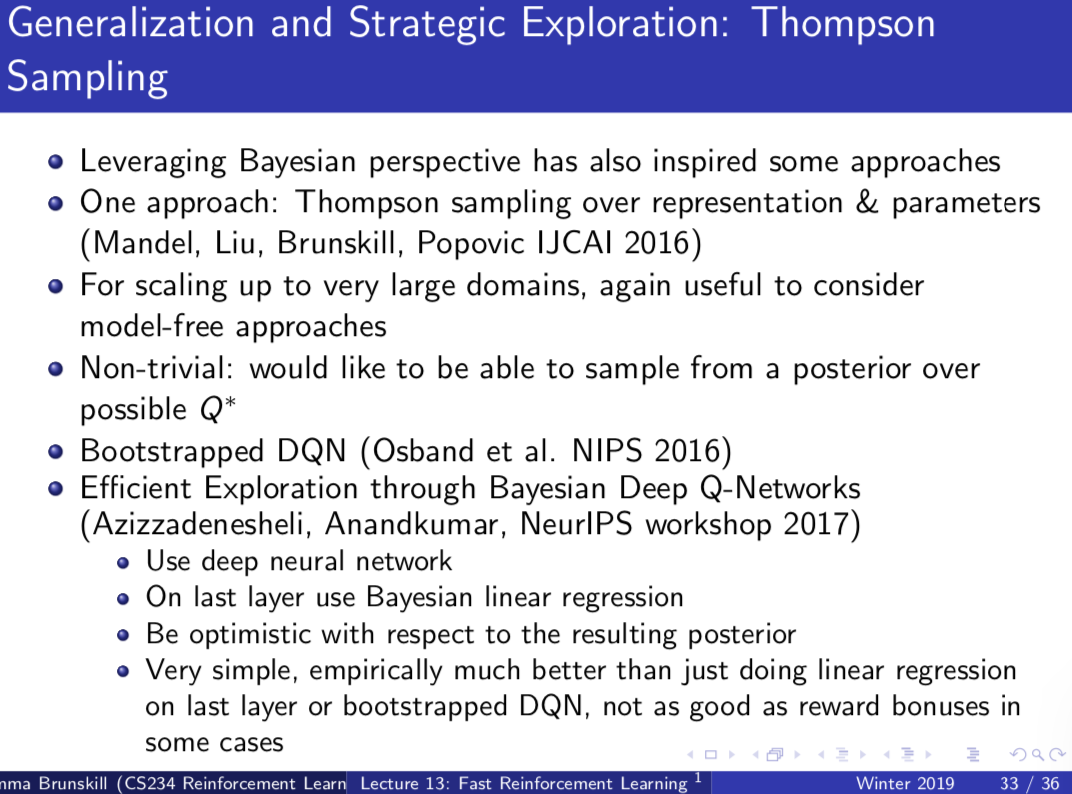 Generalization and Strategic Exploration: Thompson
Sampling
Leveraging Bayesian perspective has also inspired some approaches
One approach: Thompson sampling over representation & parameters
(Mandel, Liu, Brunskill, Popovic IJCAI 2016)
For scaling up to very large domains, again useful to consider
model-free approaches
Non-trivial: would like to be able to sample from a posterior over
possible Q*
Bootstrapped DQN (Osband et al. NIPS 2016)
Efficient Exploration through Bayesian Deep Q-Networks
(Azizzadenesheli, Anandkumar, NeurIPS workshop 2017)
Use deep neural network
On last layer use Bayesian linear regression
Be optimistic with respect to the resulting posterior
Very simple, empirically much better than just doing linear regression
on last layer or bootstrapped DQN, not as good as reward bonuses in
some cases
mma Brunskill (CS234 Reinforcement Learn Lecture 13: Fast Reinforcement Learning 1 Winter 2019 33 / 36